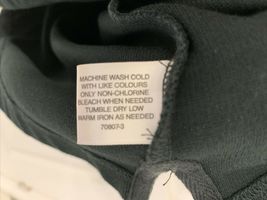 MACHINE WASH COLD
WITH LIKE COLOURS
ONLY NON-CHLORINE
BLEACH WHEN NEEDED
TUMBLE DRY LOW
WARM IRON AS NEEDED
70807-3